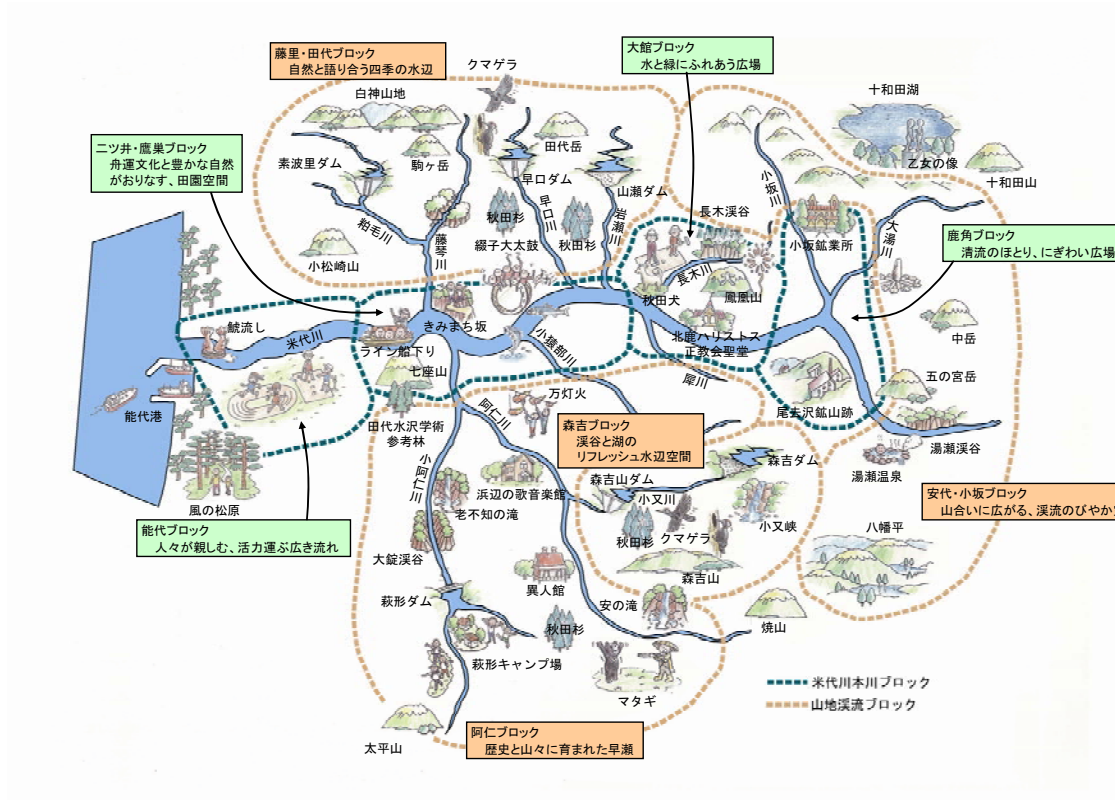 藤里・田代ブロック
自然と語り合う四季の水辺
大館ブロック
水と緑にふれあう広場
クマゲラ
白神山地
十和田湖
二ツ井・鷹巣ブロック
舟運文化と豊かな自然
がおりなす、田園空間
素波里ダム
駒ヶ岳
田代岳
早口ダム
山瀬ダム
小坂川
乙女の像
十和田山
粕毛川
藤琴川
秋田杉
早口川
秋田杉
岩瀬川
長木渓谷
小坂鉱業所
大湯川
鹿角ブロック
清流のほとり、にぎわい広場
小松崎山
綴子大太鼓
長木川
秋田犬
鳳凰山
中岳
鯱流し
米代川
きみまち坂
ライン船下り
小猿部川
北鹿ハリストス
正教会聖堂
七座山
犀川
尾去沢鉱山跡
五の宮岳
能代港
田代水沢学術
参考林
阿仁川
万灯火
森吉ブロック
渓谷と湖の
リフレッシュ水辺空間
湯瀬渓谷
湯瀬温泉
風の松原
小阿仁川
浜辺の歌音楽館
老不知の滝
森吉山ダム
森吉ダム
小又川
小又峡
安代・小坂ブロック
山合いに広がる、渓流のびやか
能代ブロック
人々が親しむ、活力運ぶ広き流れ
大錠渓谷
秋田杉
クマゲラ
森吉山
八幡平
異人館
萩形ダム
安の滝
焼山
秋田杉
萩形キャンプ場
マタギ
米代川本川ブロック
山地渓流ブロック
太平山
阿仁ブロック
歴史と山々に育まれた早瀬